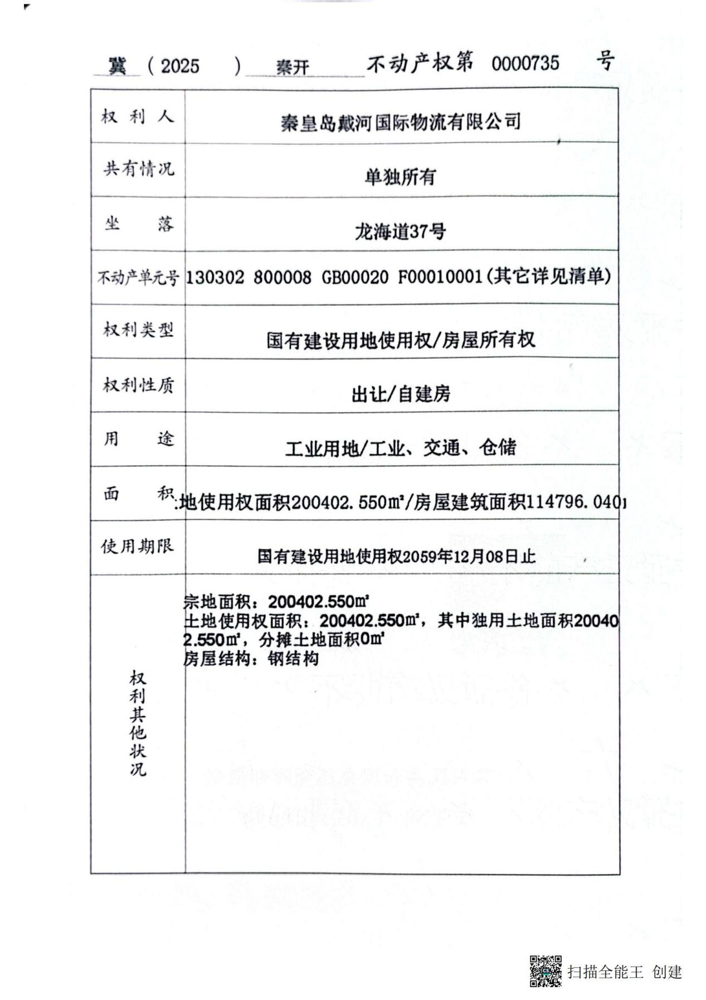 冀 (2025 ) 秦开 不动产权第 0000735 号
权利人 秦皇岛戴河国际物流有限公司
共有情况 单独所有
坐落 龙海道37号
不动产单元号 130302 800008 GB00020 F00010001(其它详见清单)
权利类型 国有建设用地使用权/房屋所有权
权利性质 出让/自建房
用途 工业用地/工业、交通、仓储
面积 地使用权面积200402.550㎡/房屋建筑面积114796.040
使用期限 国有建设用地使用权2059年12月08日止
权利其他状况
宗地面积：200402.550㎡
土地使用权面积：200402.550㎡，其中独用土地面积20040
2.550㎡，分摊土地面积0㎡
房屋结构：钢结构
扫描全能王 创建